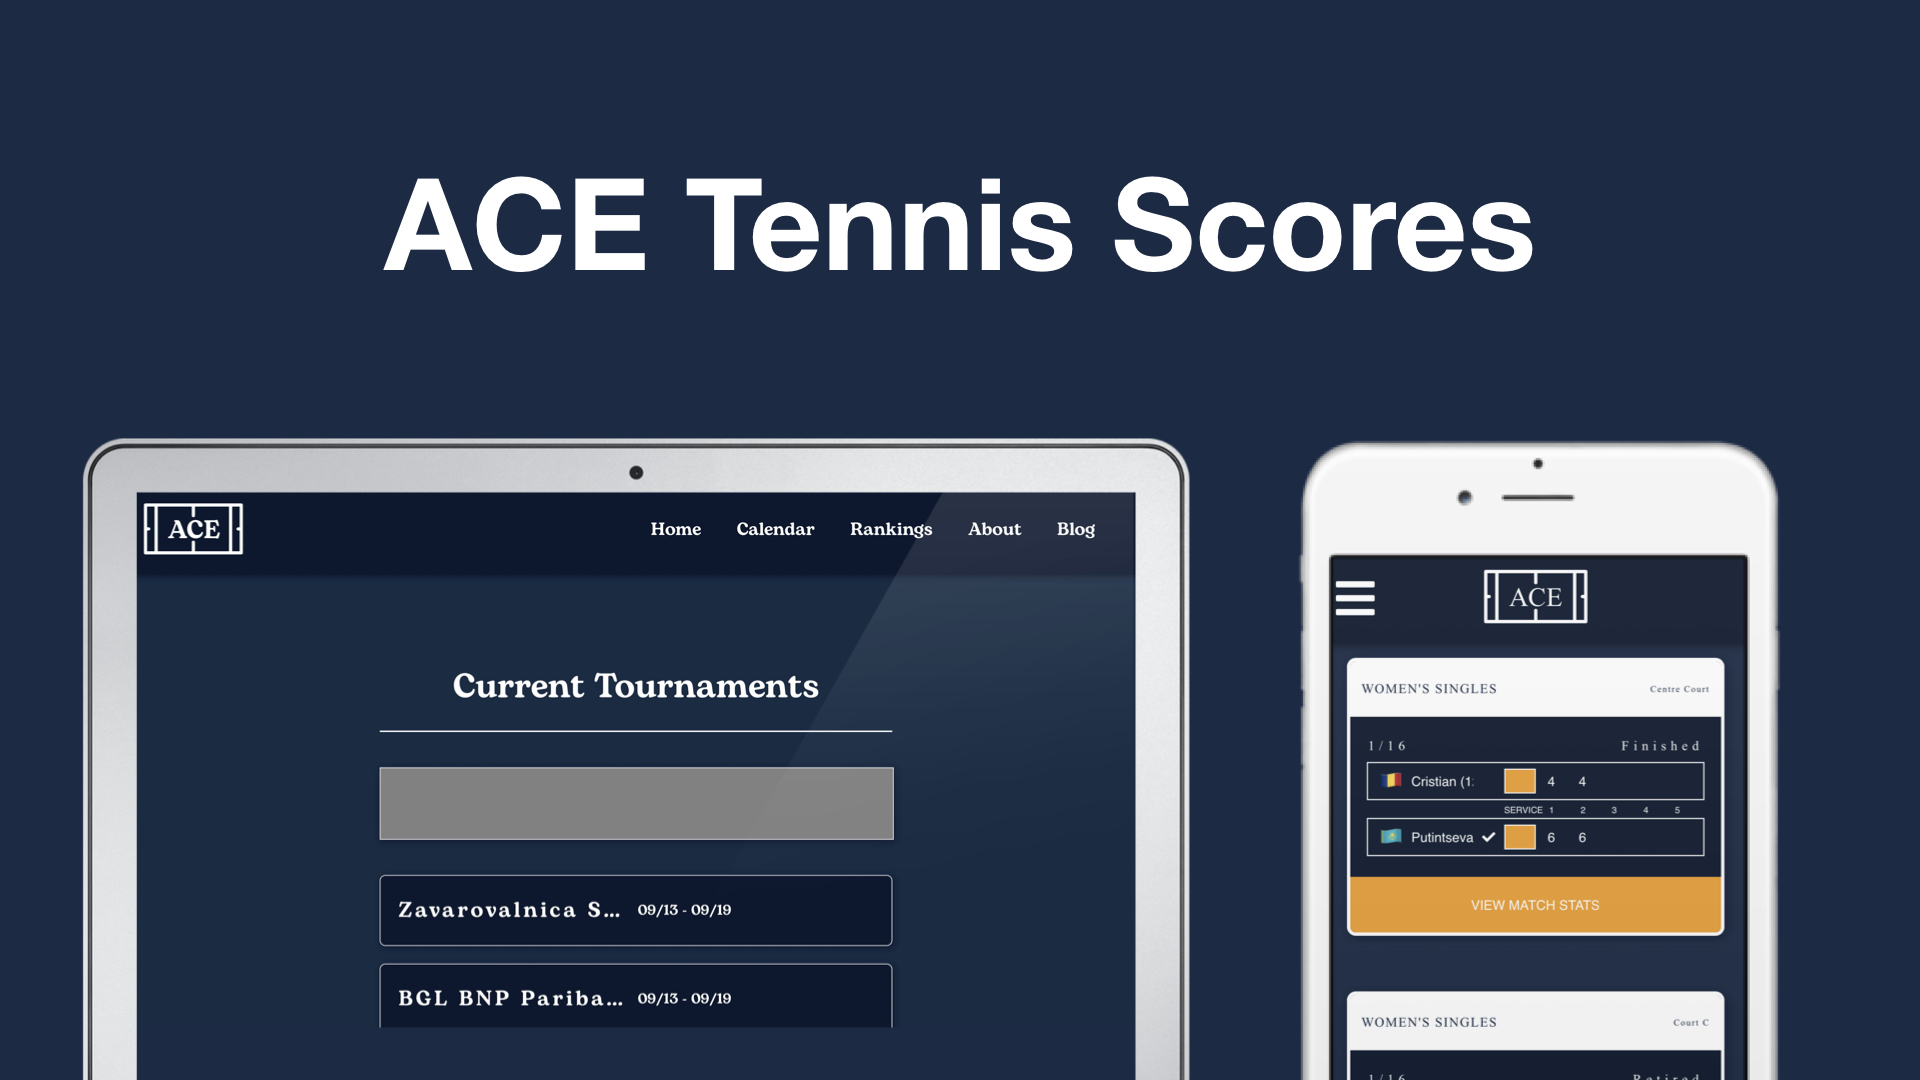 ACE Tennis Scores
ACE
Home Calendar Rankings About Blog
Current Tournaments
Zavarovalnica S... 09/13 - 09/19
BGL BNP Pariba... 09/13 - 09/19
ACE
WOMEN'S SINGLES Centre Court
1/16 Finished
Cristian (1 4 4
SERVICE 1 2 3 4 5
Putintseva 6 6
VIEW MATCH STATS
WOMEN'S SINGLES Court C
1/16 Retired